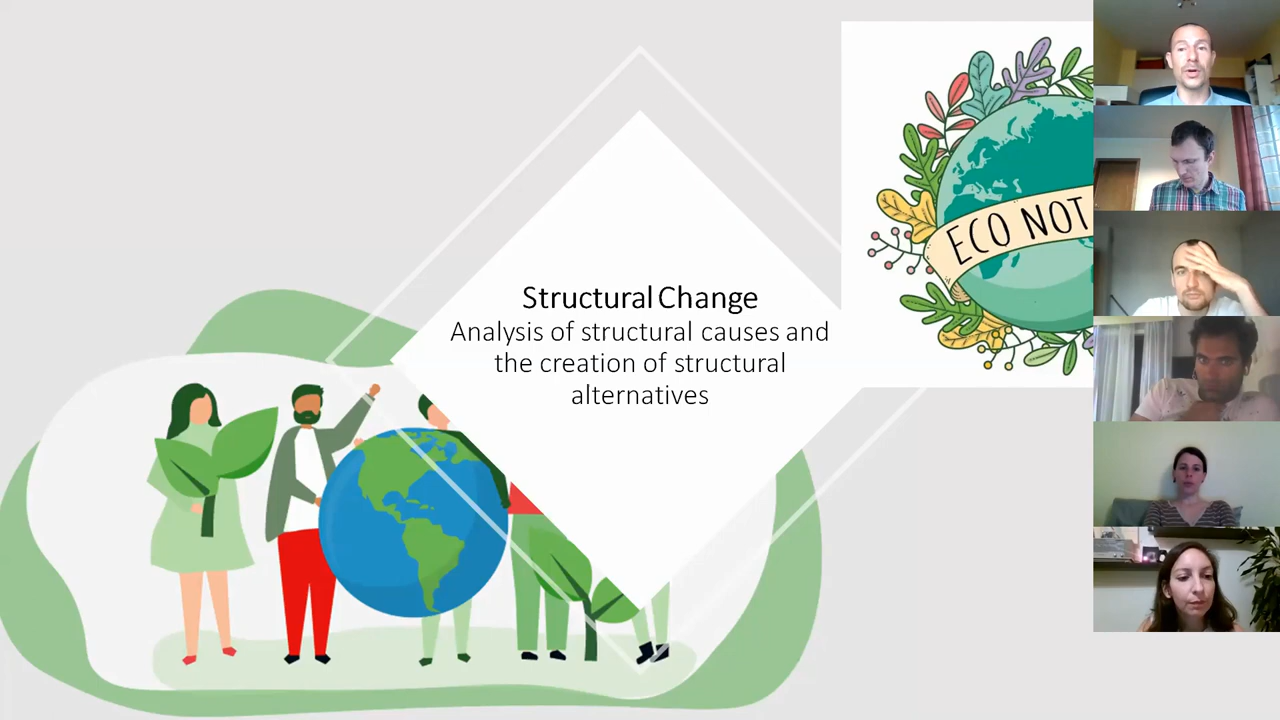 Structural Change
Analysis of structural causes and
the creation of structural
alternatives
ECO NOT